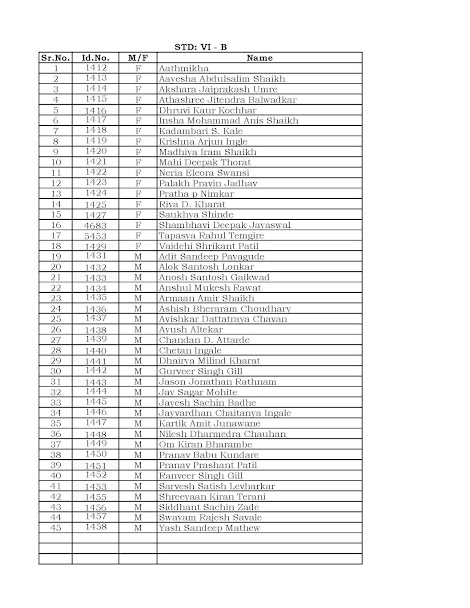 STD: VI - B
Sr.No. Id.No. M/F Name
1 1412 F Aathmikha
2 1413 F Aayesha Abdulsalim Shaikh
3 1414 F Akshara Jaiprakash Umre
4 1415 F Athashree Jitendra Balwadkar
5 1416 F Dhruvi Kaur Kochhar
6 1417 F Insha Mohammad Anis Shaikh
7 1418 F Kadambari S. Kale
8 1419 F Krishna Arjun Ingle
9 1420 F Madhiya Iram Shaikh
10 1421 F Mahi Deepak Thorat
11 1422 F Neria Eleora Swansi
12 1423 F Palakh Pravin Jadhav
13 1424 F Pratha p Nimkar
14 1425 F Riya D. Kharat
15 1427 F Saukhya Shinde
16 4683 F Shambhavi Deepak Jayaswal
17 5453 F Tapasya Rahul Temgire
18 1429 F Vaidehi Shrikant Patil
19 1431 M Adit Sandeep Payagude
20 1432 M Alok Santosh Lonkar
21 1433 M Anosh Santosh Gaikwad
22 1434 M Anshul Mukesh Rawat
23 1435 M Armaan Amir Shaikh
24 1436 M Ashish Bheraram Choudhary
25 1437 M Avishkar Dattatraya Chavan
26 1438 M Ayush Altekar
27 1439 M Chandan D. Attarde
28 1440 M Chetan Ingale
29 1441 M Dhairya Milind Kharat
30 1442 M Gurveer Singh Gill
31 1443 M Jason Jonathan Rathnam
32 1444 M Jay Sagar Mohite
33 1445 M Jayesh Sachin Badhe
34 1446 M Jayvardhan Chaitanya Ingale
35 1447 M Kartik Amit Junawane
36 1448 M Nilesh Dharmedra Chauhan
37 1449 M Om Kiran Bharambe
38 1450 M Pranav Babu Kundare
39 1451 M Pranav Prashant Patil
40 1452 M Ranveer Singh Gill
41 1453 M Sarvesh Satish Levharkar
42 1455 M Shreevaan Kiran Terani
43 1456 M Siddhant Sachin Zade
44 1457 M Swayam Rajesh Savale
45 1458 M Yash Sandeep Mathew